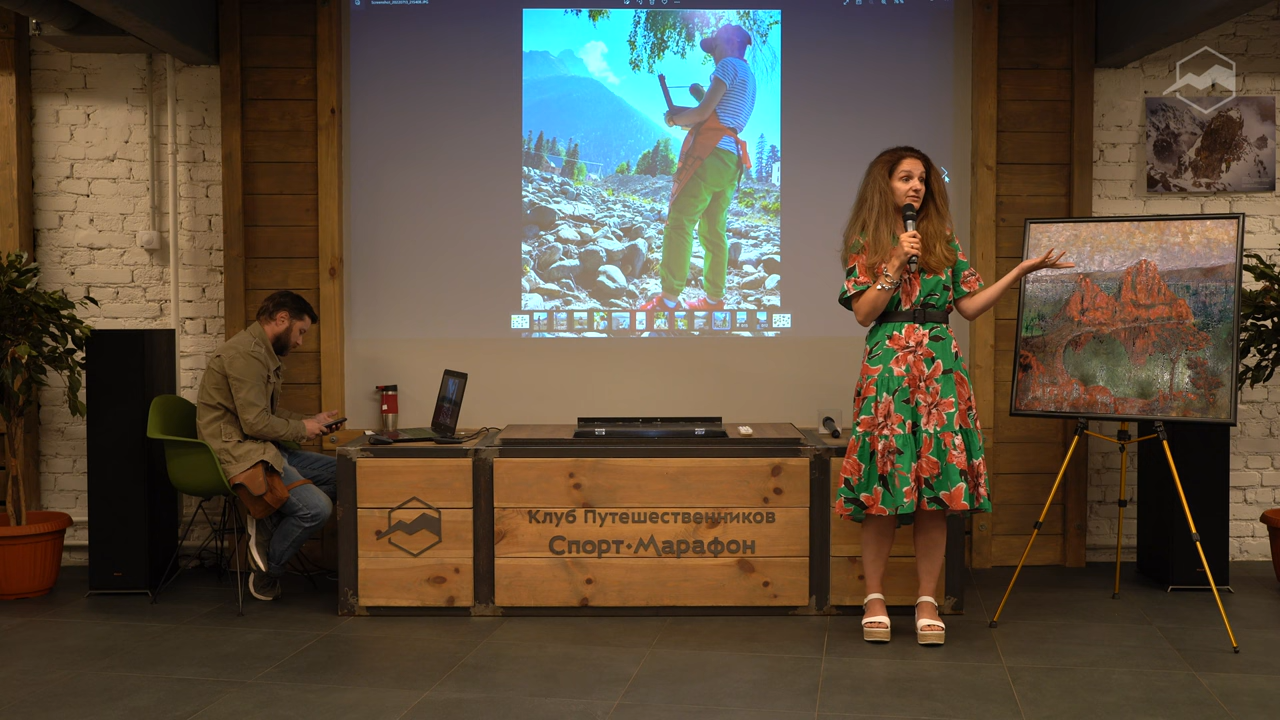 Клуб Путешественников
Спорт-Марафон